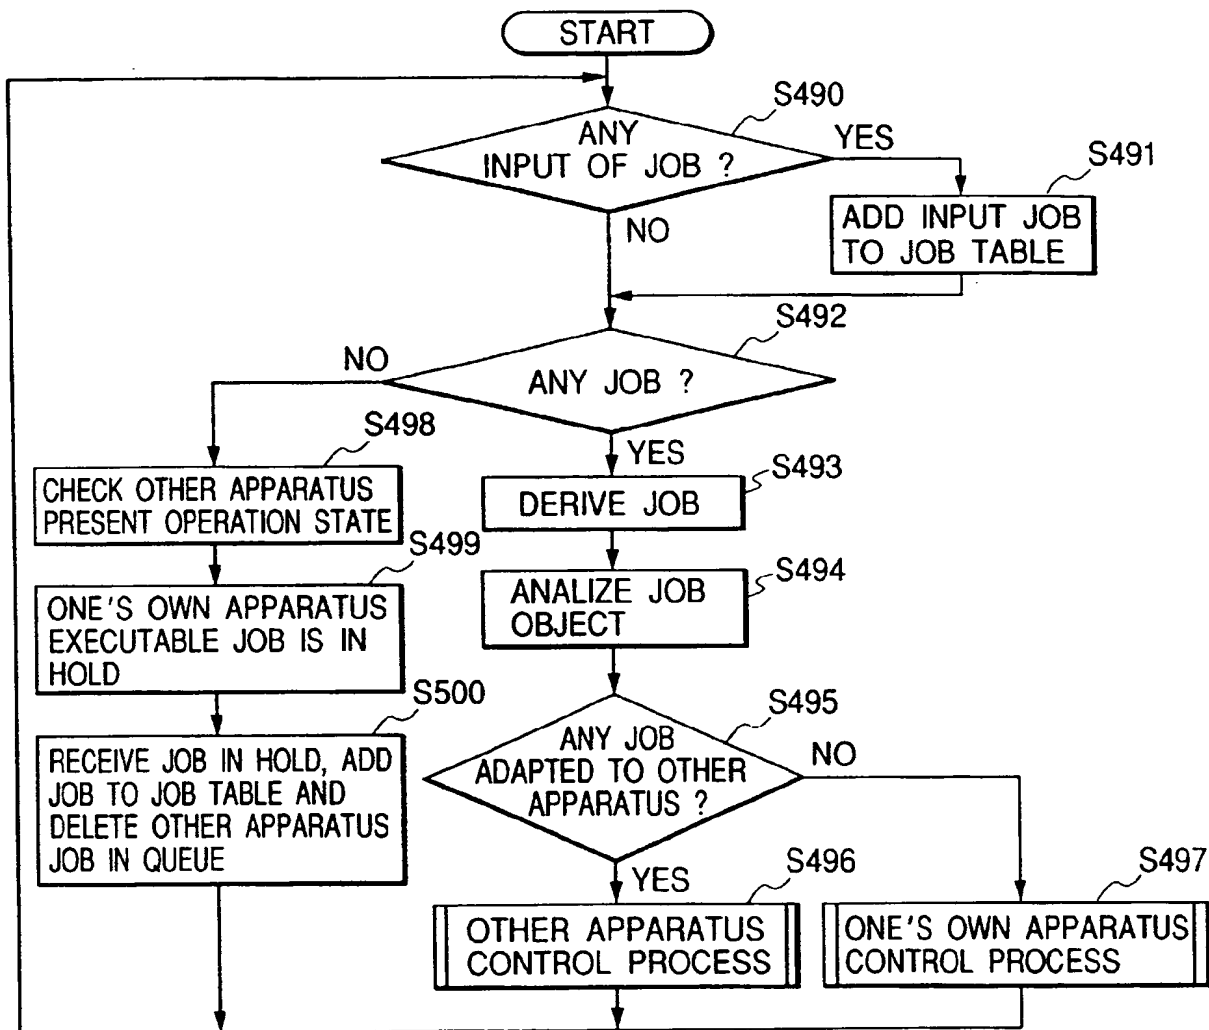 START
S490
ANY
INPUT OF JOB ?
YES
S491
ADD INPUT JOB
TO JOB TABLE
NO
S492
NO
ANY JOB ?
S498
YES
S493
CHECK OTHER APPARATUS
PRESENT OPERATION STATE
DERIVE JOB
S499
S494
ONE'S OWN APPARATUS
EXECUTABLE JOB IS IN
HOLD
ANALIZE JOB
OBJECT
S500
S495
RECEIVE JOB IN HOLD, ADD
JOB TO JOB TABLE AND
DELETE OTHER APPARATUS
JOB IN QUEUE
ANY JOB
ADAPTED TO OTHER
APPARATUS ?
NO
YES
S496
S497
OTHER APPARATUS
CONTROL PROCESS
ONE'S OWN APPARATUS
CONTROL PROCESS